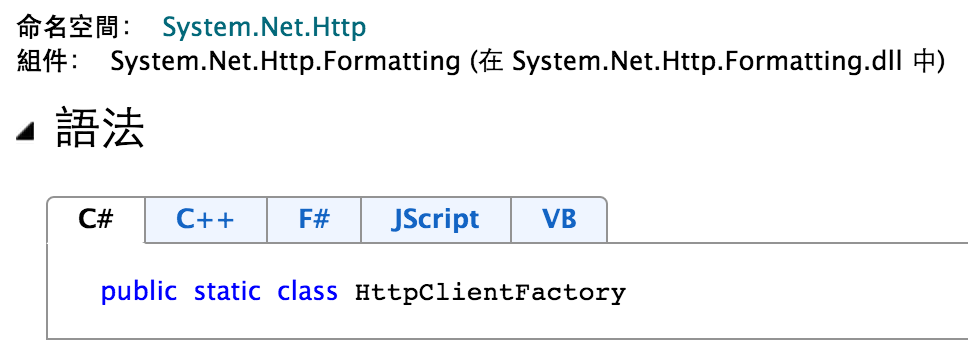 命名空間： System.Net.Http
組件： System.Net.Http.Formatting (在 System.Net.Http.Formatting.dll 中)
語法
C# C++ F# JScript VB
public static class HttpClientFactory